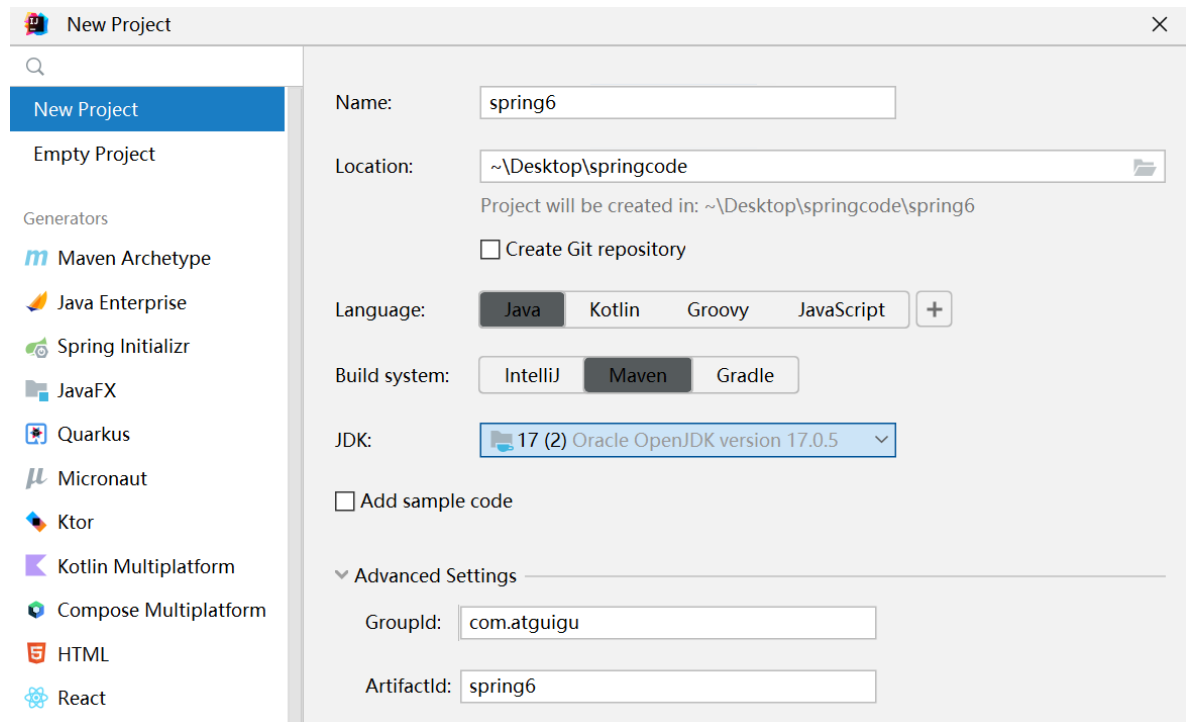 New Project
New Project
Empty Project
Generators
Maven Archetype
Java Enterprise
Spring Initializr
JavaFX
Quarkus
Micronaut
Ktor
Kotlin Multiplatform
Compose Multiplatform
HTML
React
Name: spring6
Location: ~\Desktop\springcode
Project will be created in: ~\Desktop\springcode\spring6
Create Git repository
Language: Java Kotlin Groovy JavaScript +
Build system: IntelliJ Maven Gradle
JDK: 17 (2) Oracle OpenJDK version 17.0.5
Add sample code
Advanced Settings
GroupId: com.atguigu
ArtifactId: spring6